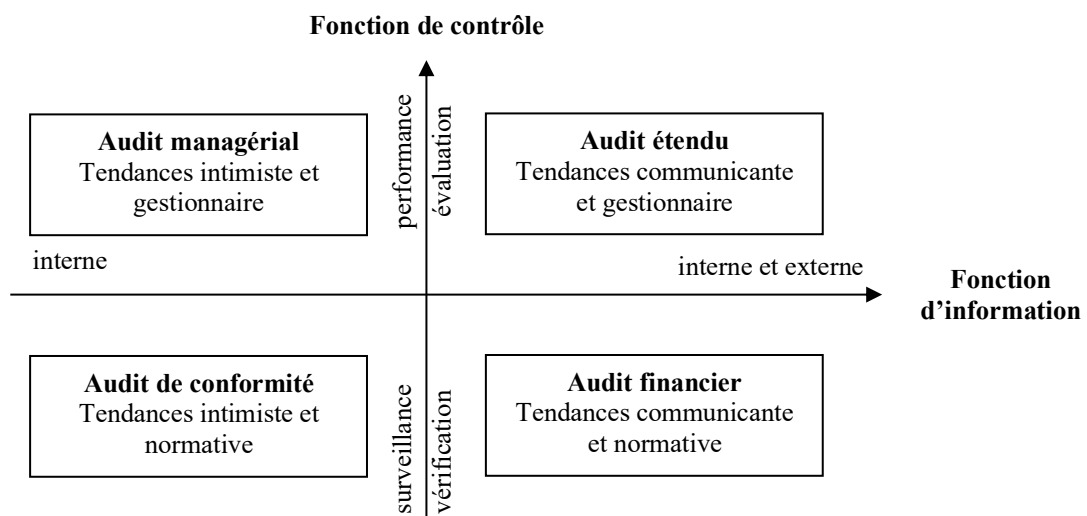 Fonction de contrôle
Audit managérial
Tendances intimiste et
gestionnaire
performance
évaluation
Audit étendu
Tendances communicante
et gestionnaire
interne
interne et externe
Fonction
d’information
Audit de conformité
Tendances intimiste et
normative
surveillance
vérification
Audit financier
Tendances communicante
et normative